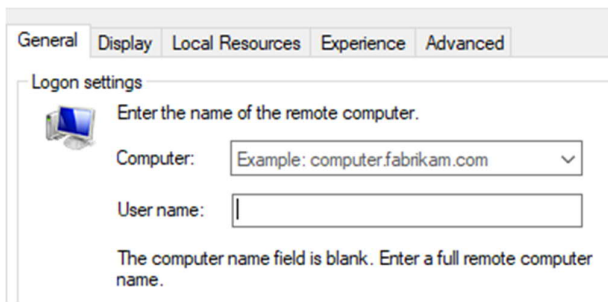 General Display Local Resources Experience Advanced
Logon settings
Enter the name of the remote computer.
Computer: Example: computer.fabrikam.com
User name:
The computer name field is blank. Enter a full remote computer
name.